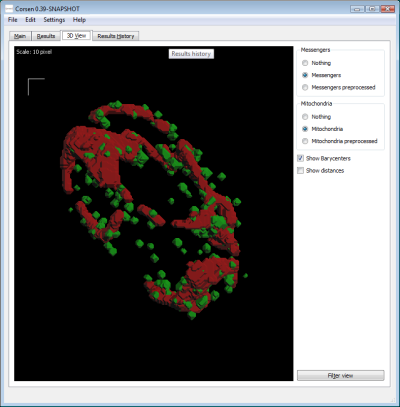 Corsen 0.39-SNAPSHOT
File Edit Settings Help
Main Results 3D View Results History
Scale: 10 pixel
Results history
Messengers
Nothing
Messengers
Messengers preprocessed
Mitochondria
Nothing
Mitochondria
Mitochondria preprocessed
Show Barycenters
Show distances
Filter view